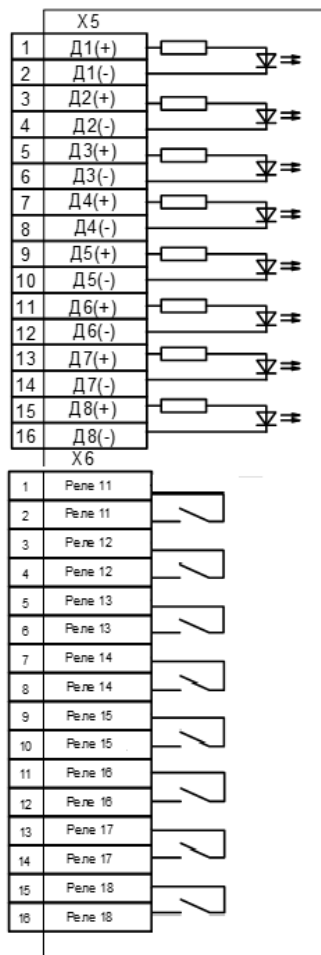 X5
1 Д1(+)
2 Д1(-)
3 Д2(+)
4 Д2(-)
5 Д3(+)
6 Д3(-)
7 Д4(+)
8 Д4(-)
9 Д5(+)
10 Д5(-)
11 Д6(+)
12 Д6(-)
13 Д7(+)
14 Д7(-)
15 Д8(+)
16 Д8(-)
X6
1 Реле 11
2 Реле 11
3 Реле 12
4 Реле 12
5 Реле 13
6 Реле 13
7 Реле 14
8 Реле 14
9 Реле 15
10 Реле 15
11 Реле 16
12 Реле 16
13 Реле 17
14 Реле 17
15 Реле 18
16 Реле 18